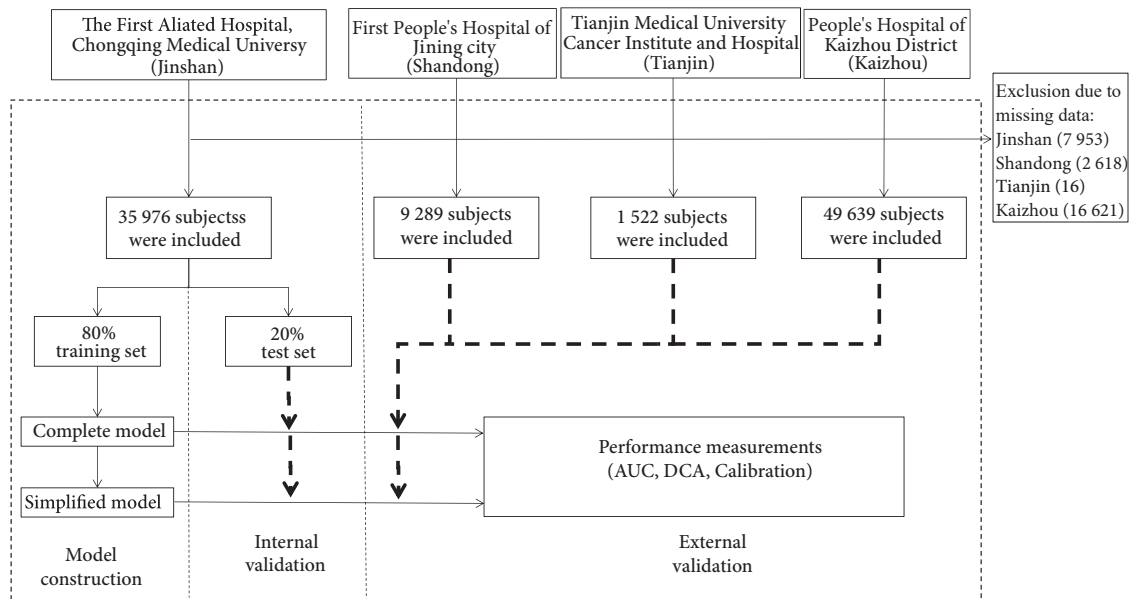 The First Aliated Hospital,
Chongqing Medical Universy
(Jinshan)
First People's Hospital of
Jining city
(Shandong)
Tianjin Medical University
Cancer Institute and Hospital
(Tianjin)
People's Hospital of
Kaizhou District
(Kaizhou)
Exclusion due to
missing data:
Jinshan (7 953)
Shandong (2 618)
Tianjin (16)
Kaizhou (16 621)
35 976 subjectss
were included
9 289 subjects
were included
1 522 subjects
were included
49 639 subjects
were included
80%
training set
20%
test set
Complete model
Simplified model
Performance measurements
(AUC, DCA, Calibration)
Model
construction
Internal
validation
External
validation